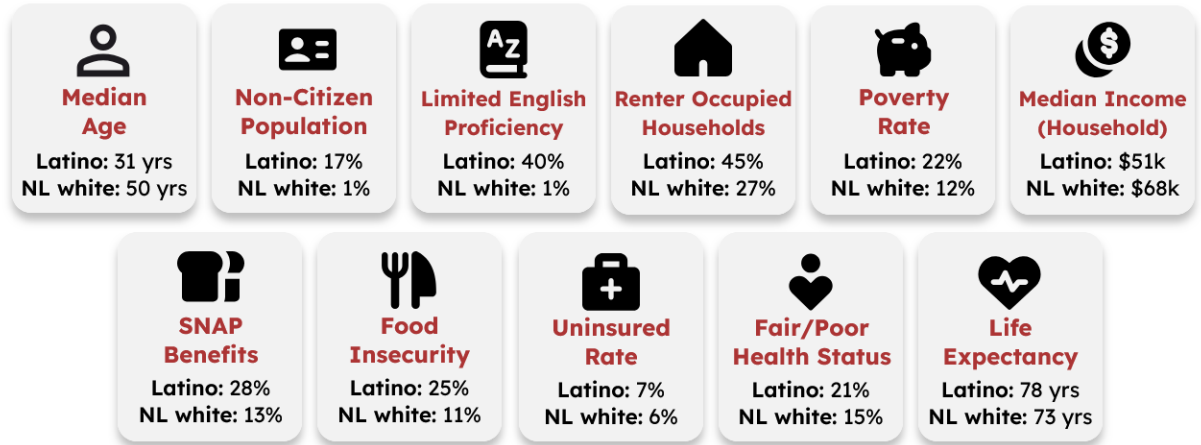 A Z
Median
Age
Latino: 31 yrs
NL white: 50 yrs
Non-Citizen
Population
Latino: 17%
NL white: 1%
Limited English
Proficiency
Latino: 40%
NL white: 1%
Renter Occupied
Households
Latino: 45%
NL white: 27%
Poverty
Rate
Latino: 22%
NL white: 12%
$
Median Income
(Household)
Latino: $51k
NL white: $68k
SNAP
Benefits
Latino: 28%
NL white: 13%
Food
Insecurity
Latino: 25%
NL white: 11%
Uninsured
Rate
Latino: 7%
NL white: 6%
Fair/Poor
Health Status
Latino: 21%
NL white: 15%
Life
Expectancy
Latino: 78 yrs
NL white: 73 yrs